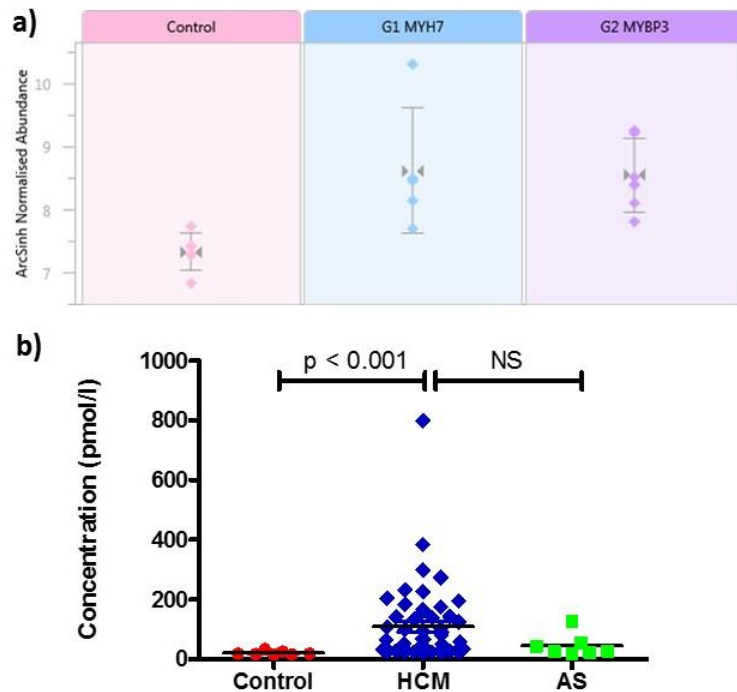 a)
Control G1 MYH7 G2 MYBP3
ArcSinh Normalised Abundance
10
9
8
7
b)
p < 0.001 NS
Concentration (pmol/l)
1000
800
600
400
200
0
Control HCM AS